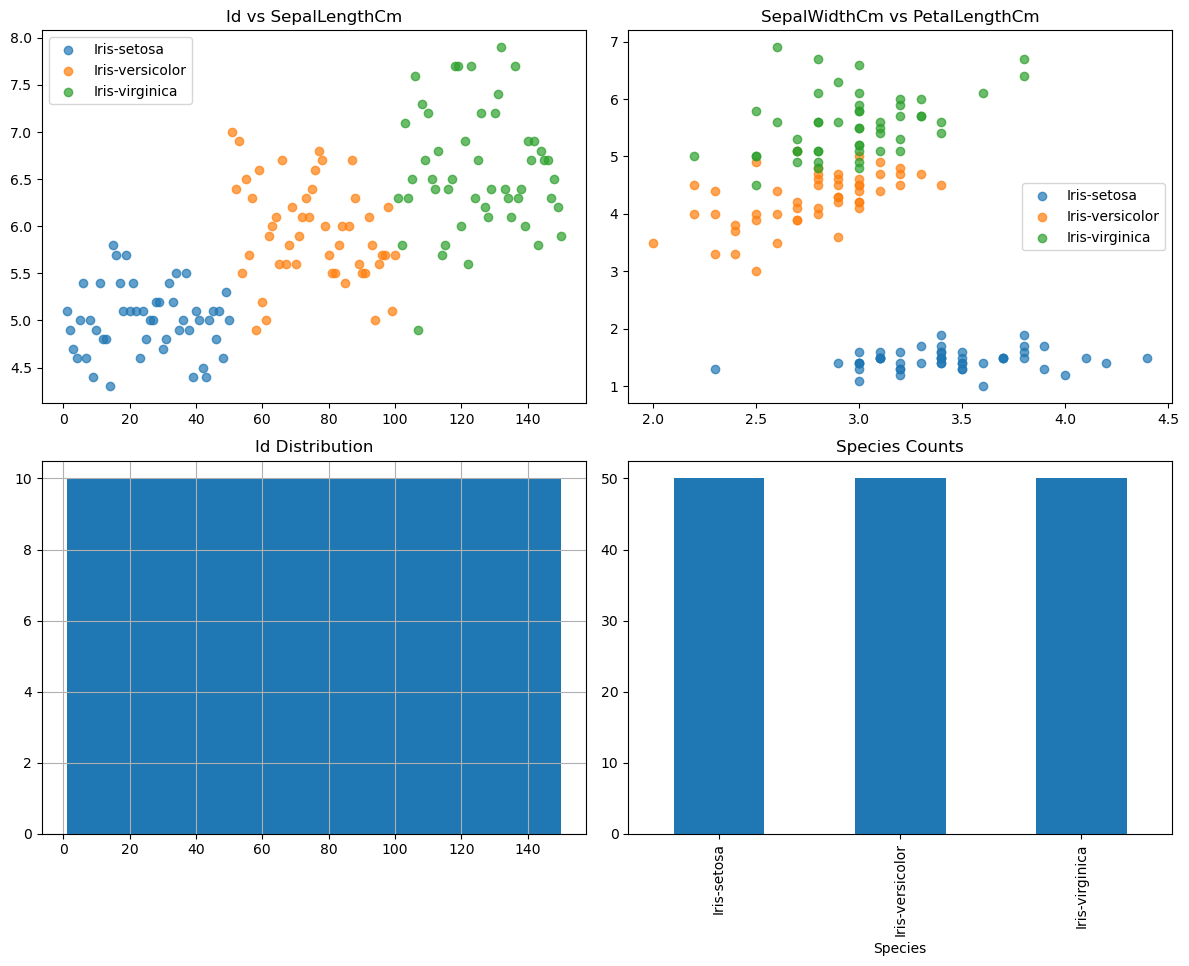 Id vs SepalLengthCm
8.0
7.5
7.0
6.5
6.0
5.5
5.0
4.5
Iris-setosa
Iris-versicolor
Iris-virginica
0 20 40 60 80 100 120 140
SepalWidthCm vs PetalLengthCm
7
6
5
4
3
2
1
Iris-setosa
Iris-versicolor
Iris-virginica
2.0 2.5 3.0 3.5 4.0 4.5
Id Distribution
10
8
6
4
2
0
0 20 40 60 80 100 120 140
Species Counts
50
40
30
20
10
0
Iris-setosa
Iris-versicolor
Iris-virginica
Species